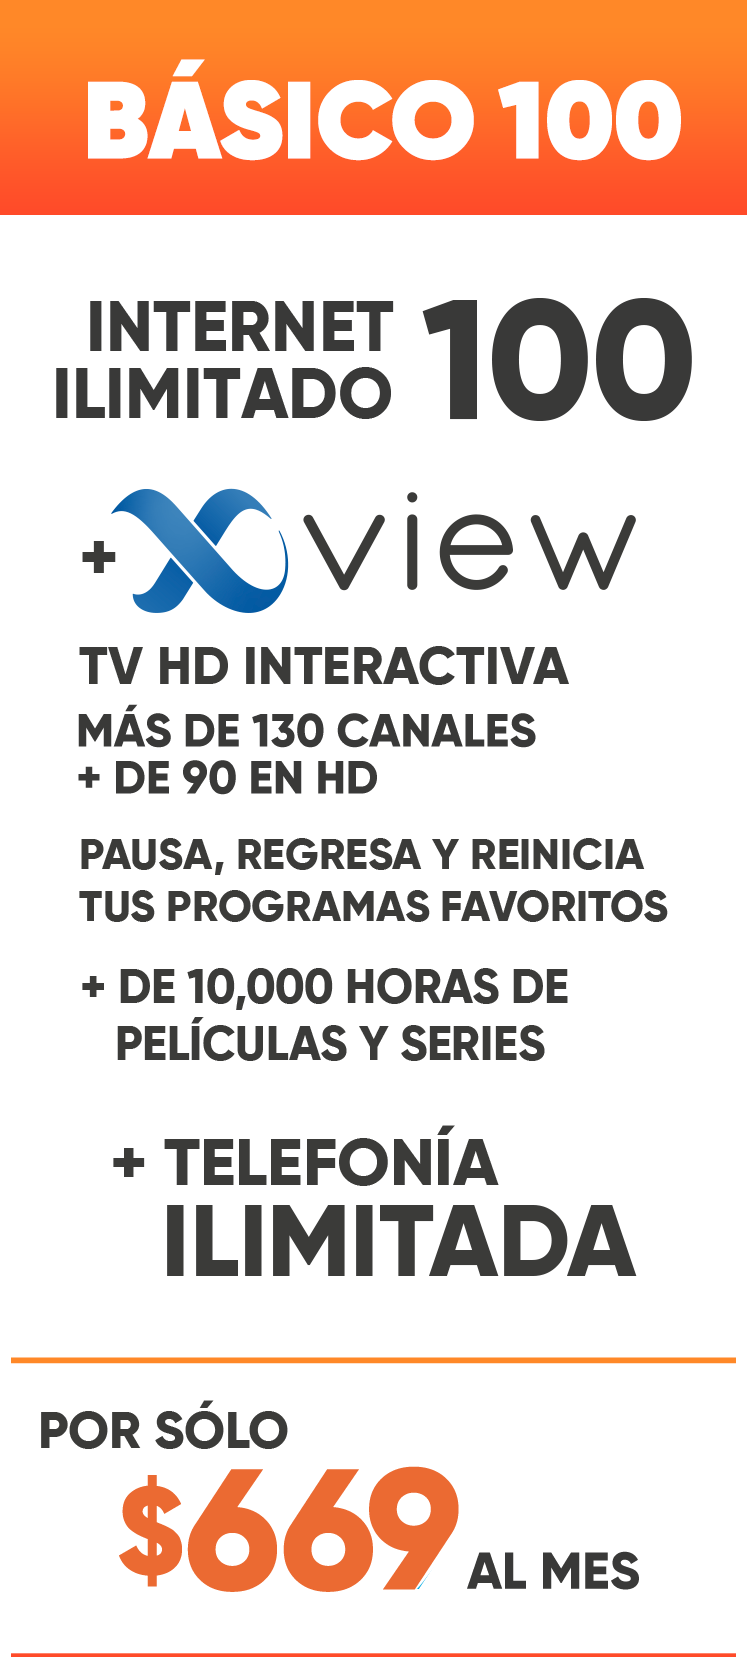 BÁSICO 100
INTERNET
ILIMITADO 100
+ Xview
TV HD INTERACTIVA
MÁS DE 130 CANALES
+ DE 90 EN HD
PAUSA, REGRESA Y REINICIA
TUS PROGRAMAS FAVORITOS
+ DE 10,000 HORAS DE
PELÍCULAS Y SERIES
+ TELEFONÍA
ILIMITADA
POR SÓLO
$669 AL MES